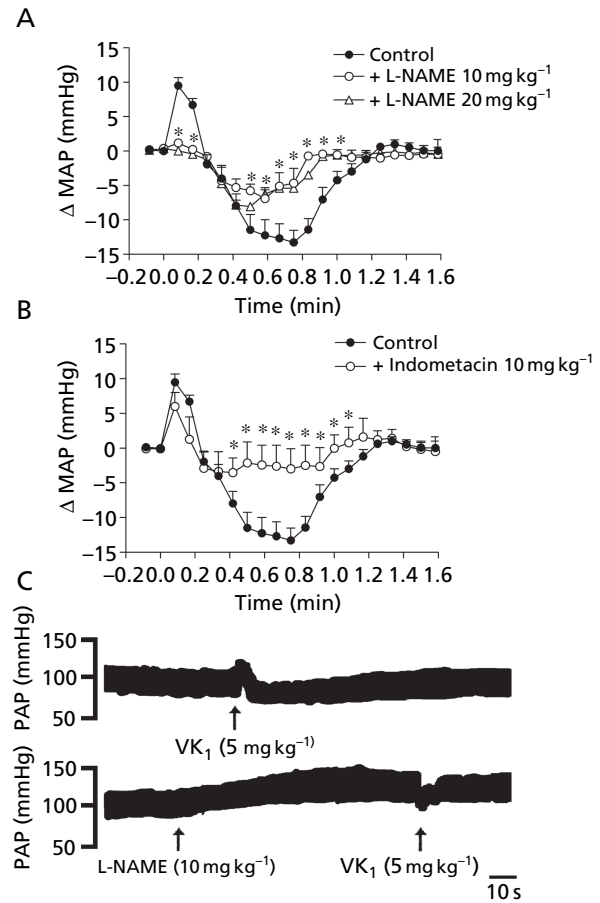 A
Control
+ L-NAME 10 mg kg⁻¹
+ L-NAME 20 mg kg⁻¹
Δ MAP (mmHg)
15
10
5
0
−5
−10
−15
* * * * * * * * *
−0.2 0.0 0.2 0.4 0.6 0.8 1.0 1.2 1.4 1.6
Time (min)
B
Control
+ Indometacin 10 mg kg⁻¹
Δ MAP (mmHg)
15
10
5
0
−5
−10
−15
* * * * * * * * *
−0.2 0.0 0.2 0.4 0.6 0.8 1.0 1.2 1.4 1.6
Time (min)
C
PAP (mmHg)
150
100
50
VK₁ (5 mg kg⁻¹)
PAP (mmHg)
150
100
50
L-NAME (10 mg kg⁻¹)
VK₁ (5 mg kg⁻¹)
10 s